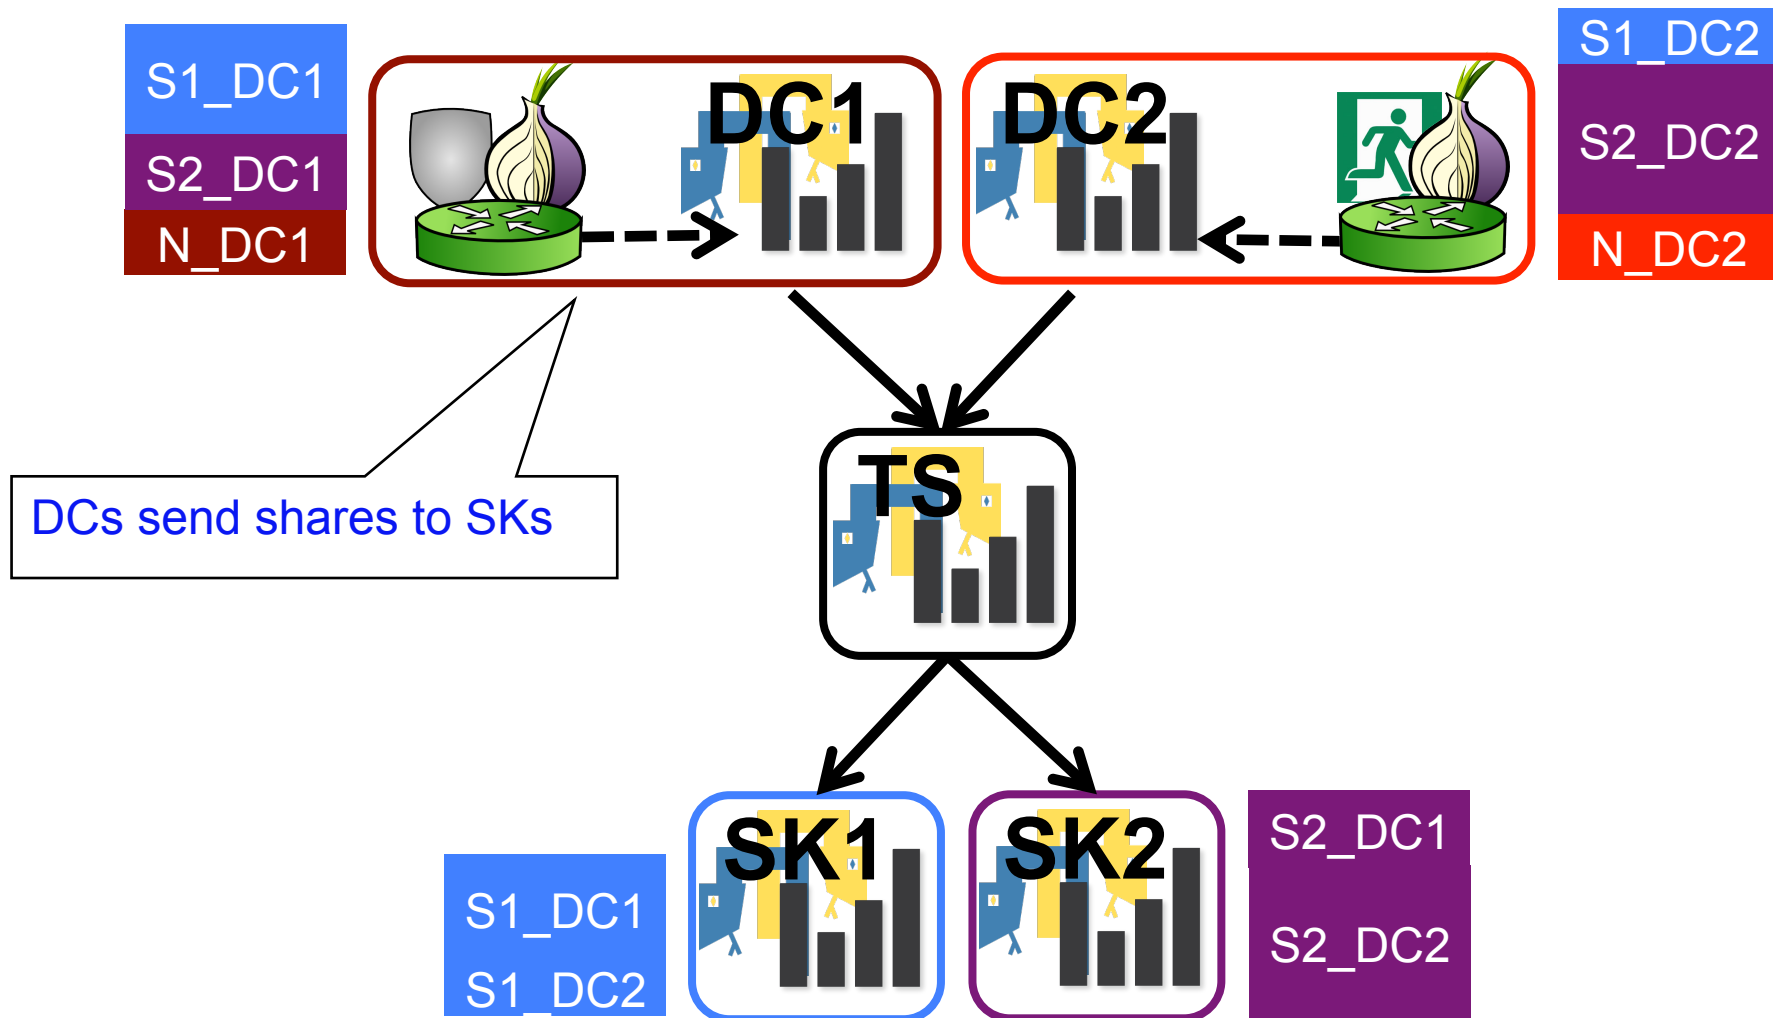 S1_DC1
S2_DC1
N_DC1
DC1
DC2
S1_DC2
S2_DC2
N_DC2
DCs send shares to SKs
TS
SK1
SK2
S1_DC1
S1_DC2
S2_DC1
S2_DC2